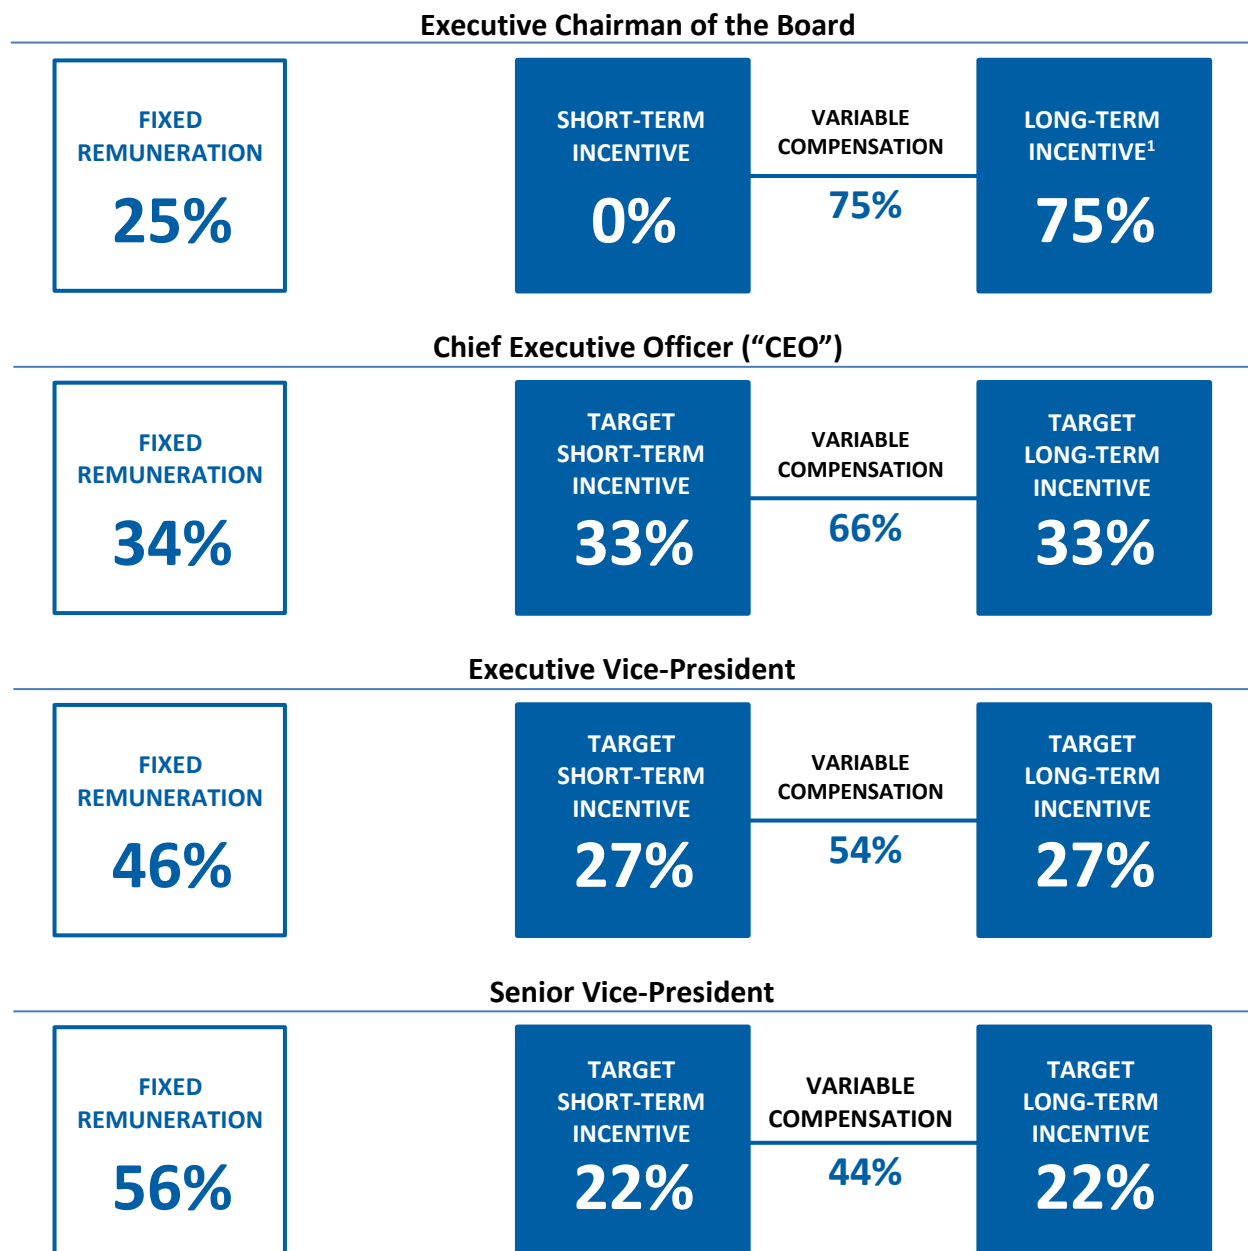 Executive Chairman of the Board
FIXED
REMUNERATION
25%
SHORT-TERM
INCENTIVE
0%
VARIABLE
COMPENSATION
75%
LONG-TERM
INCENTIVE¹
75%
Chief Executive Officer (“CEO”)
FIXED
REMUNERATION
34%
TARGET
SHORT-TERM
INCENTIVE
33%
VARIABLE
COMPENSATION
66%
TARGET
LONG-TERM
INCENTIVE
33%
Executive Vice-President
FIXED
REMUNERATION
46%
TARGET
SHORT-TERM
INCENTIVE
27%
VARIABLE
COMPENSATION
54%
TARGET
LONG-TERM
INCENTIVE
27%
Senior Vice-President
FIXED
REMUNERATION
56%
TARGET
SHORT-TERM
INCENTIVE
22%
VARIABLE
COMPENSATION
44%
TARGET
LONG-TERM
INCENTIVE
22%